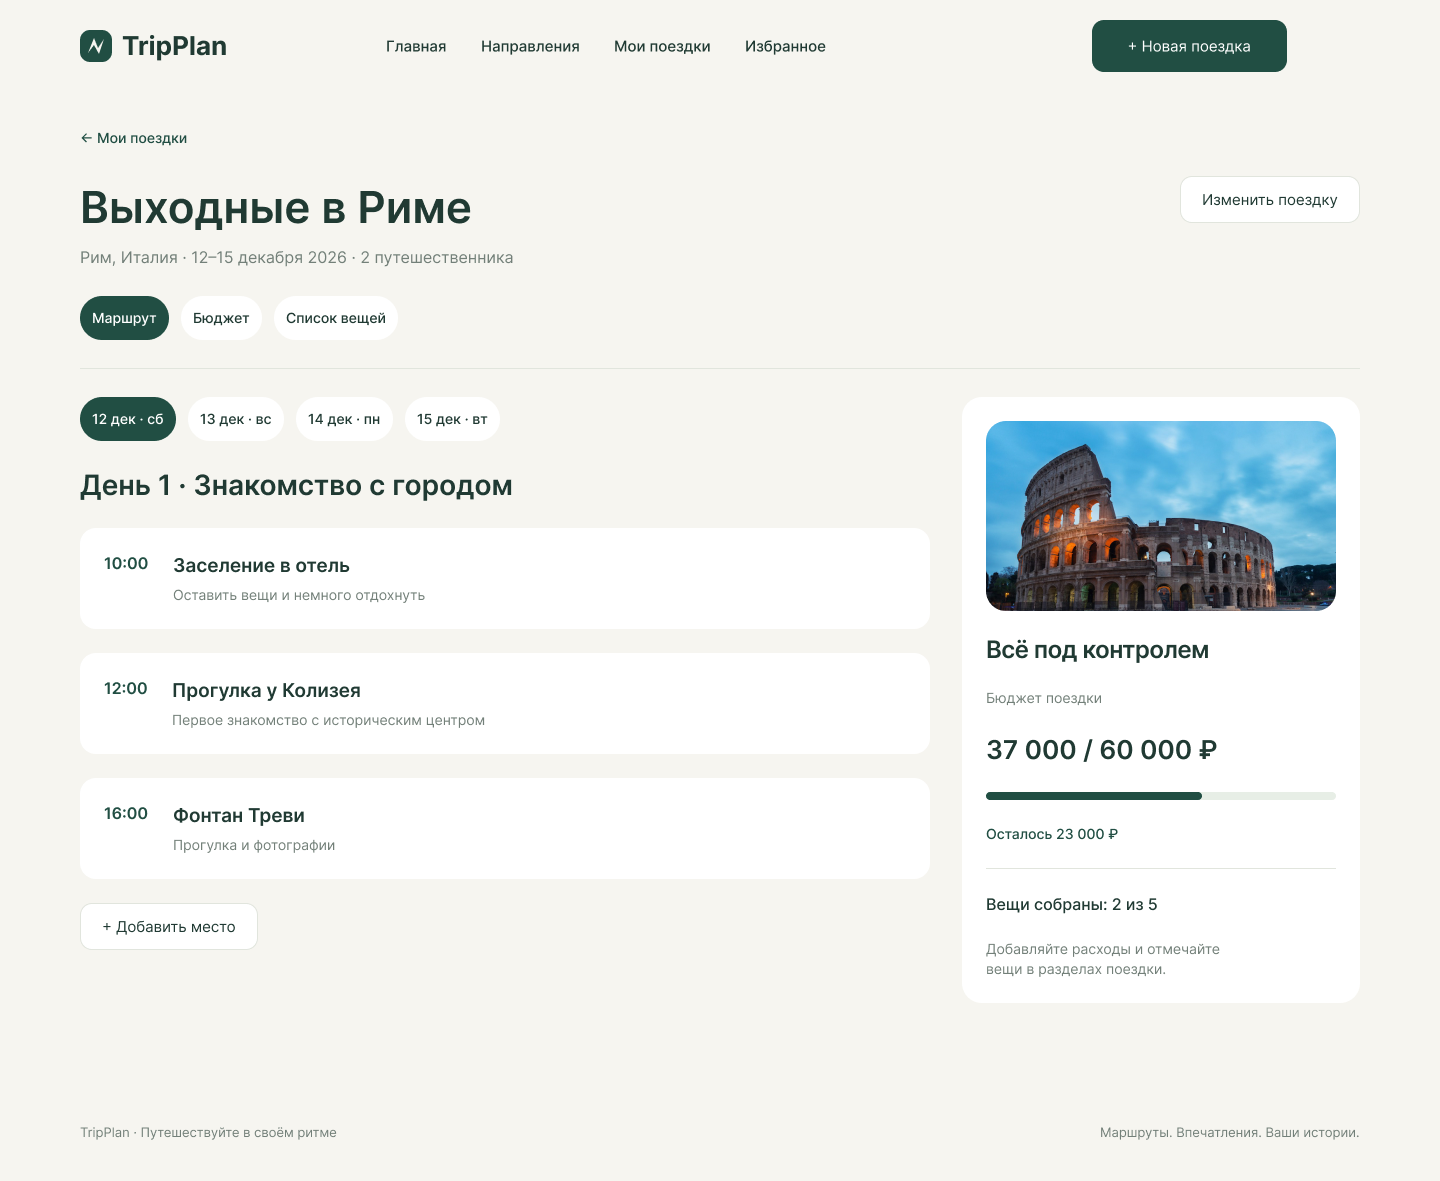 TripPlan
Главная
Направления
Мои поездки
Избранное
+ Новая поездка
← Мои поездки
Выходные в Риме
Изменить поездку
Рим, Италия · 12–15 декабря 2026 · 2 путешественника
Маршрут
Бюджет
Список вещей
12 дек · сб
13 дек · вс
14 дек · пн
15 дек · вт
День 1 · Знакомство с городом
10:00
Заселение в отель
Оставить вещи и немного отдохнуть
12:00
Прогулка у Колизея
Первое знакомство с историческим центром
16:00
Фонтан Треви
Прогулка и фотографии
+ Добавить место
Всё под контролем
Бюджет поездки
37 000 / 60 000 ₽
Осталось 23 000 ₽
Вещи собраны: 2 из 5
Добавляйте расходы и отмечайте
вещи в разделах поездки.
TripPlan · Путешествуйте в своём ритме
Маршруты. Впечатления. Ваши истории.